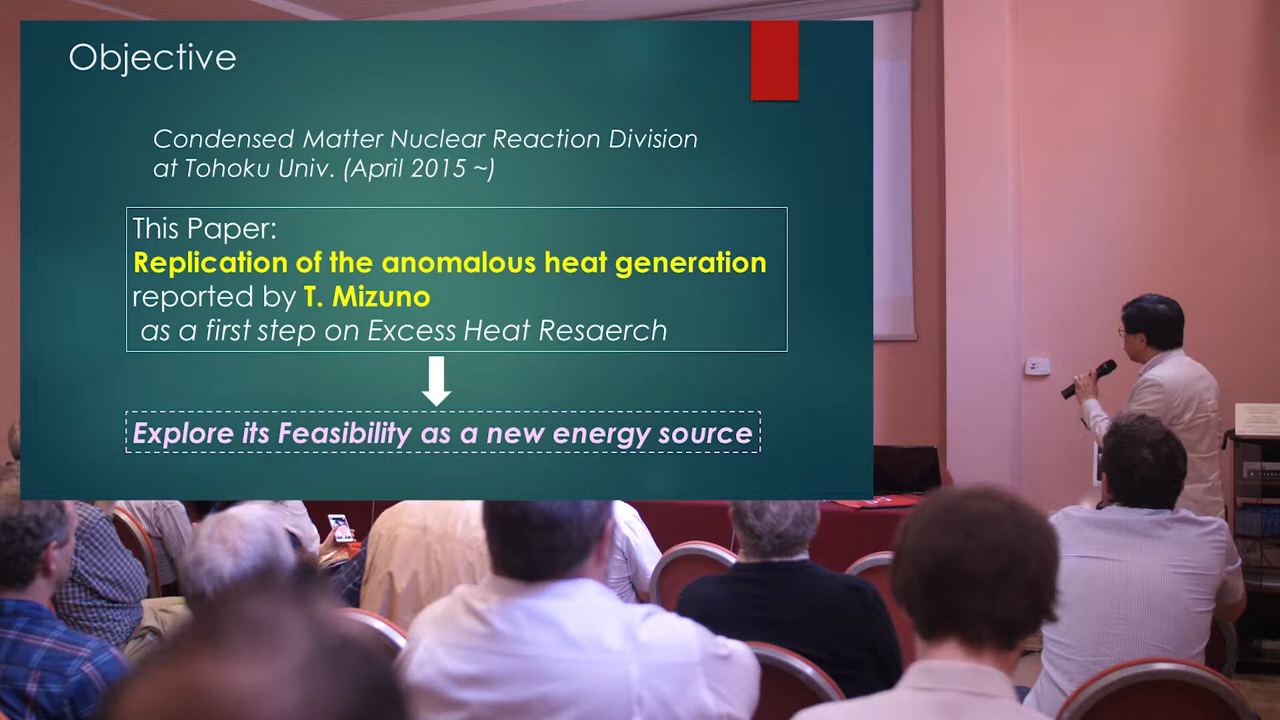 Objective
Condensed Matter Nuclear Reaction Division
at Tohoku Univ. (April 2015 ~)
This Paper:
Replication of the anomalous heat generation
reported by T. Mizuno
as a first step on Excess Heat Resaerch
Explore its Feasibility as a new energy source